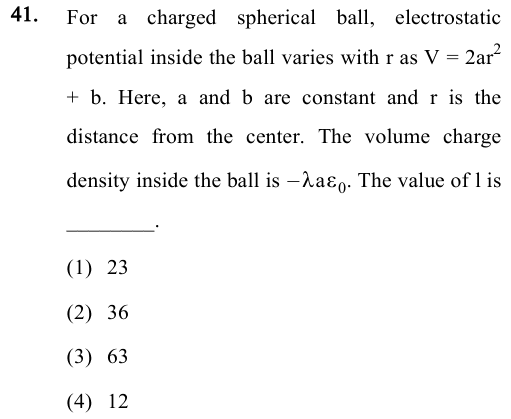 41. For a charged spherical ball, electrostatic
potential inside the ball varies with r as V = 2ar²
+ b. Here, a and b are constant and r is the
distance from the center. The volume charge
density inside the ball is −λaε₀. The value of l is
____________.
(1) 23
(2) 36
(3) 63
(4) 12